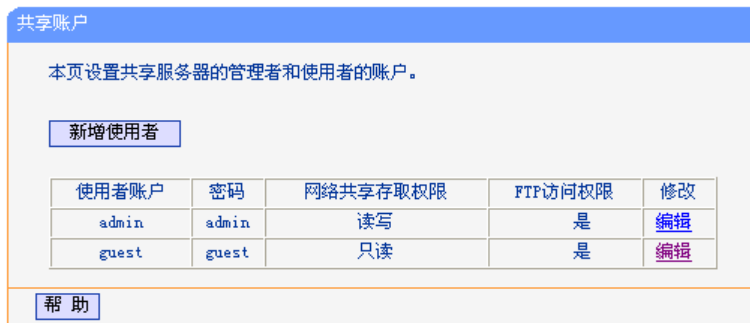 共享账户
本页设置共享服务器的管理者和使用者的账户。
新增使用者
使用者账户 密码 网络共享存取权限 FTP访问权限 修改
admin admin 读写 是 编辑
guest guest 只读 是 编辑
帮 助